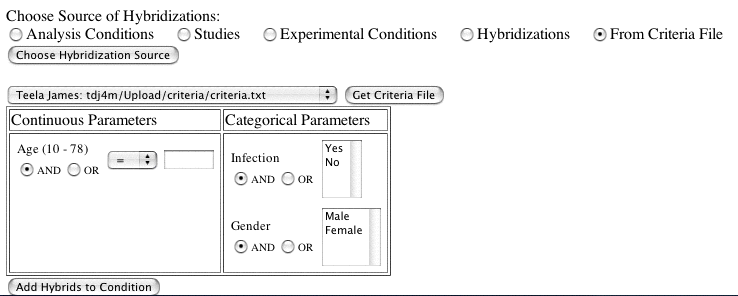 Choose Source of Hybridizations:
Analysis Conditions Studies Experimental Conditions Hybridizations From Criteria File
Choose Hybridization Source
Teela James: tdj4m/Upload/criteria/criteria.txt Get Criteria File
Continuous Parameters Categorical Parameters
Age (10 - 78)
AND OR =
Infection
AND OR
Yes
No
Gender
AND OR
Male
Female
Add Hybrids to Condition